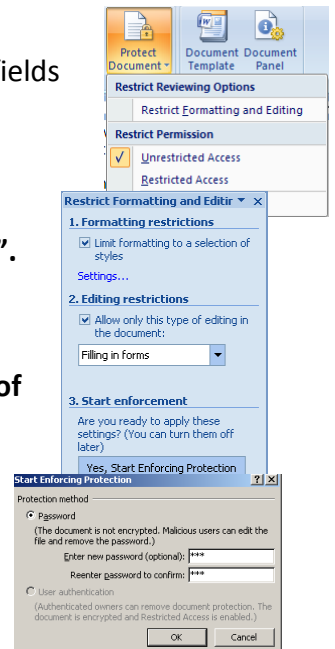 Protect Document Document
Document Template Panel
ields
Restrict Reviewing Options
Restrict Formatting and Editing
Restrict Permission
Unrestricted Access
Restricted Access
Restrict Formatting and Editir
1. Formatting restrictions
”.
Limit formatting to a selection of
styles
Settings...
2. Editing restrictions
Allow only this type of editing in
the document:
Filling in forms
of
3. Start enforcement
Are you ready to apply these
settings? (You can turn them off
later)
Yes, Start Enforcing Protection
Start Enforcing Protection
Protection method
Password
(The document is not encrypted. Malicious users can edit the
file and remove the password.)
Enter new password (optional): ***
Reenter password to confirm: ***
User authentication
(Authenticated owners can remove document protection. The
document is encrypted and Restricted Access is enabled.)
OK Cancel